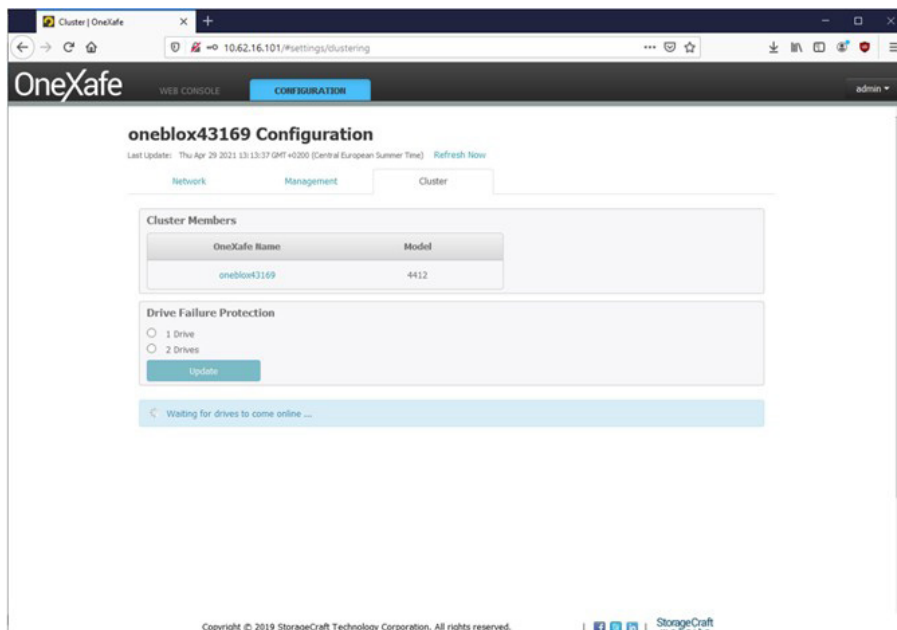 Cluster | OneXafe
10.62.16.101/#settings/clustering
OneXafe
WEB CONSOLE
CONFIGURATION
admin
oneblox43169 Configuration
Last Update: Thu Apr 29 2021 13:13:37 GMT+0200 (Central European Summer Time) Refresh Now
Network Management Cluster
Cluster Members
OneXafe Name Model
oneblox43169 4412
Drive Failure Protection
1 Drive
2 Drives
Update
Waiting for drives to come online ...
Copyright © 2019 StorageCraft Technology Corporation. All rights reserved.
StorageCraft